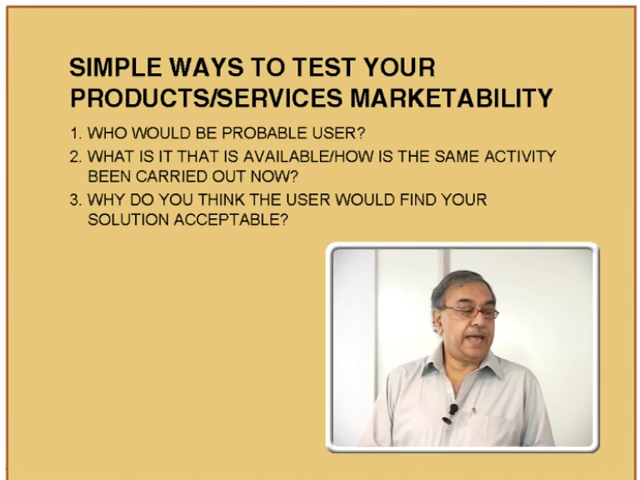 SIMPLE WAYS TO TEST YOUR
PRODUCTS/SERVICES MARKETABILITY
1. WHO WOULD BE PROBABLE USER?
2. WHAT IS IT THAT IS AVAILABLE/HOW IS THE SAME ACTIVITY
BEEN CARRIED OUT NOW?
3. WHY DO YOU THINK THE USER WOULD FIND YOUR
SOLUTION ACCEPTABLE?